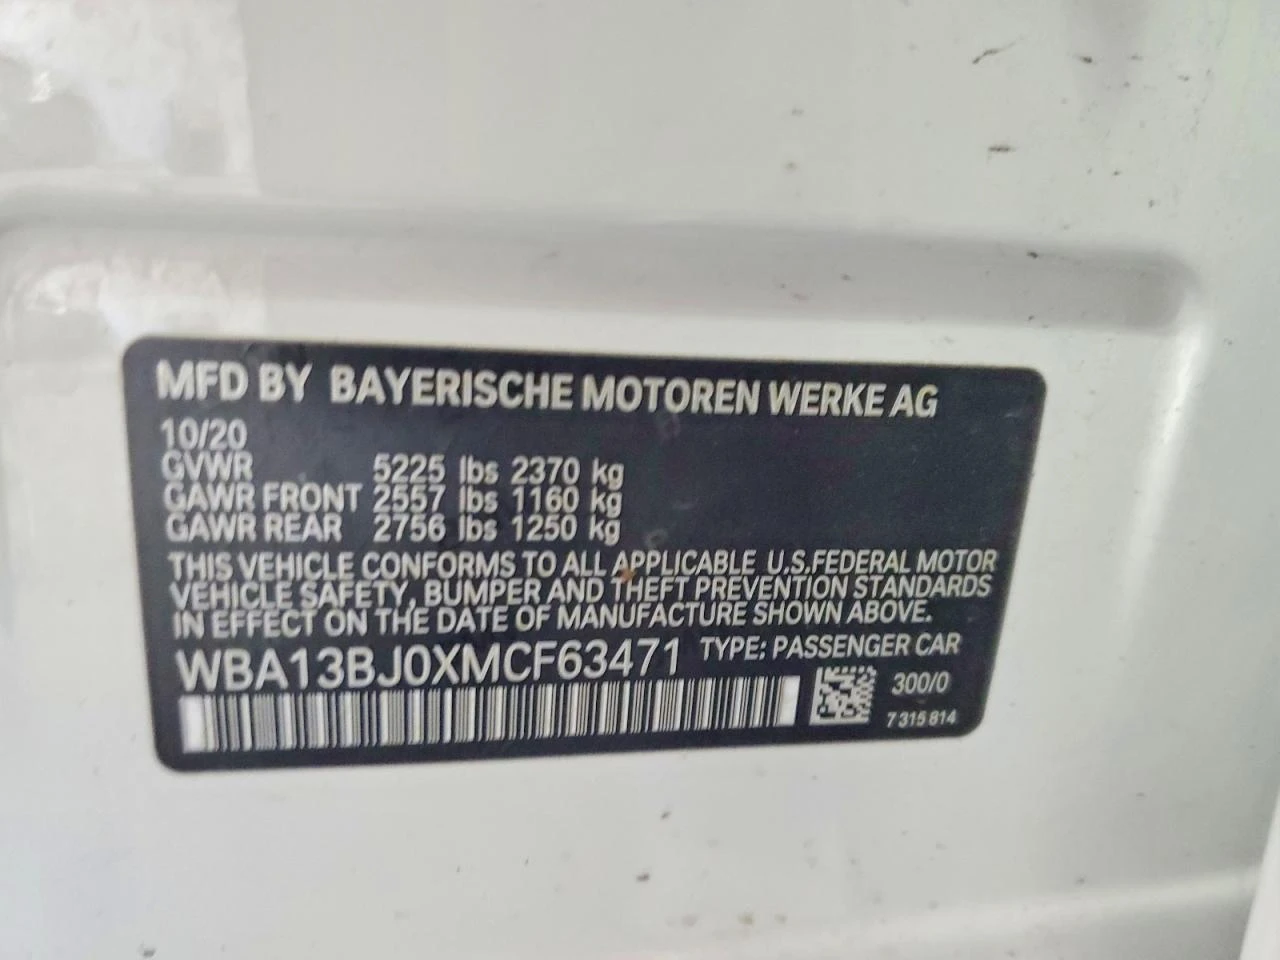 MFD BY BAYERISCHE MOTOREN WERKE AG
10/20
GVWR 5225 lbs 2370 kg
GAWR FRONT 2557 lbs 1160 kg
GAWR REAR 2756 lbs 1250 kg
THIS VEHICLE CONFORMS TO ALL APPLICABLE U.S.FEDERAL MOTOR
VEHICLE SAFETY, BUMPER AND THEFT PREVENTION STANDARDS
IN EFFECT ON THE DATE OF MANUFACTURE SHOWN ABOVE.
WBA13BJ0XMCF63471 TYPE: PASSENGER CAR
300/0
7 315 814